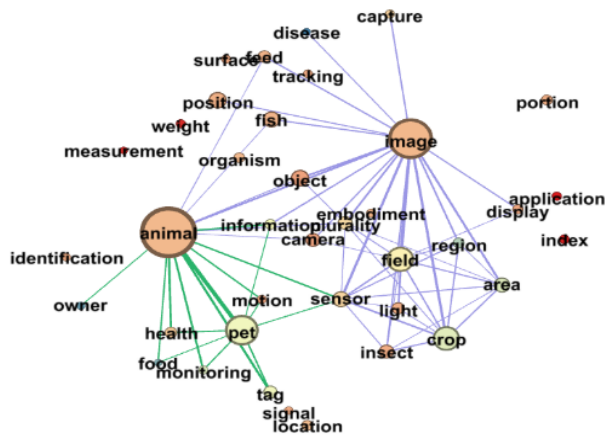 capture
disease
surface
feed
tracking
position
portion
weight
fish
image
measurement
organism
object
application
embodiment
display
information
plurality
animal
camera
region
index
identification
field
area
motion
sensor
owner
light
health
pet
crop
food
insect
monitoring
tag
signal
location